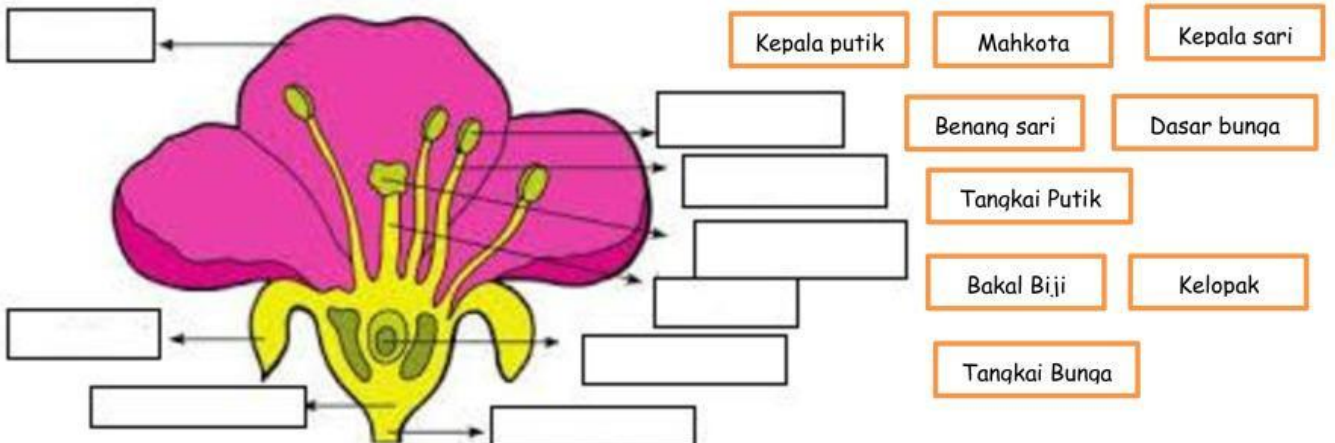 Kepala putik
Mahkota
Kepala sari
Benang sari
Dasar bunga
Tangkai Putik
Bakal Biji
Kelopak
Tangkai Bunga